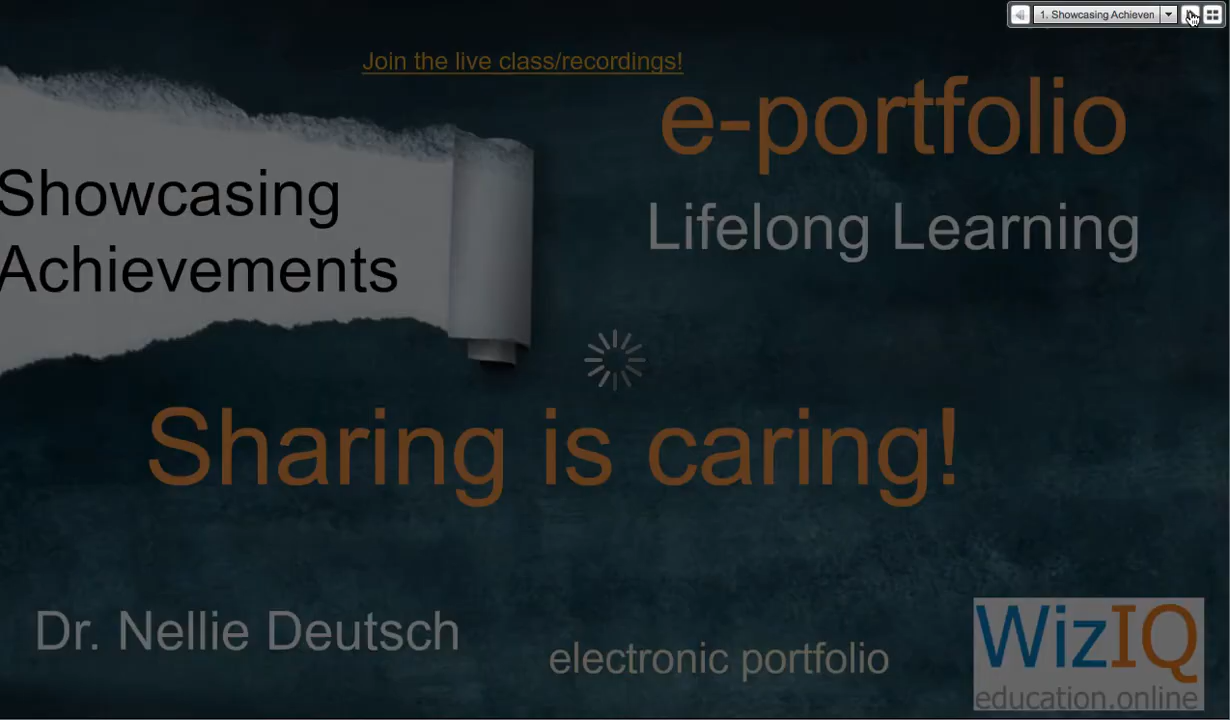 1. Showcasing Achieven
Join the live class/recordings!
e-portfolio
Showcasing
Achievements
Lifelong Learning
Sharing is caring!
Dr. Nellie Deutsch
electronic portfolio
WizIQ
education.online